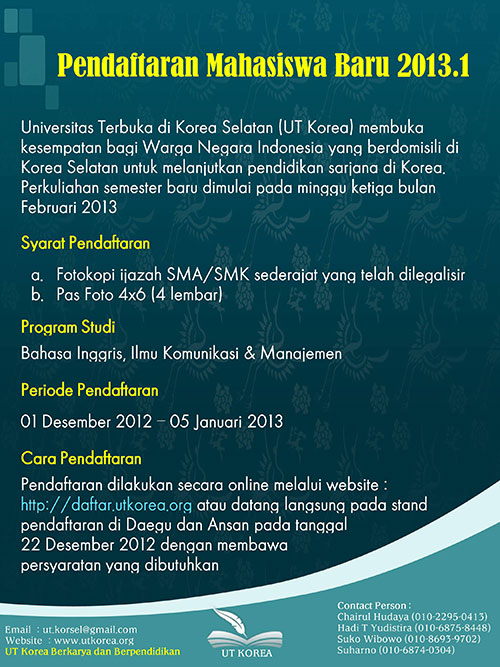 Pendaftaran Mahasiswa Baru 2013.1
Universitas Terbuka di Korea Selatan (UT Korea) membuka
kesempatan bagi Warga Negara Indonesia yang berdomisili di
Korea Selatan untuk melanjutkan pendidikan sarjana di Korea.
Perkuliahan semester baru dimulai pada minggu ketiga bulan
Februari 2013
Syarat Pendaftaran
a. Fotokopi ijazah SMA/SMK sederajat yang telah dilegalisir
b. Pas Foto 4x6 (4 lembar)
Program Studi
Bahasa Inggris, Ilmu Komunikasi & Manajemen
Periode Pendaftaran
01 Desember 2012 – 05 Januari 2013
Cara Pendaftaran
Pendaftaran dilakukan secara online melalui website :
http://daftar.utkorea.org atau datang langsung pada stand
pendaftaran di Daegu dan Ansan pada tanggal
22 Desember 2012 dengan membawa
persyaratan yang dibutuhkan
Email : ut.korsel@gmail.com
Website : www.utkorea.org
UT Korea Berkarya dan Berpendidikan
UT KOREA
Contact Person :
Chairul Hudaya (010-2295-0413)
Hadi T Yudistira (010-6875-8448)
Suko Wibowo (010-8693-9702)
Suharno (010-6874-0304)